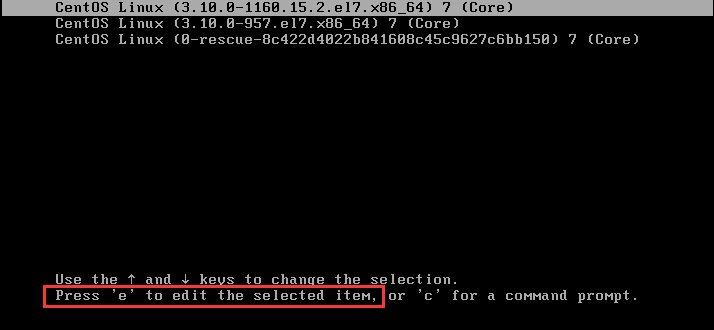 CentOS Linux (3.10.0-1160.15.2.el7.x86_64) 7 (Core)
CentOS Linux (3.10.0-957.el7.x86_64) 7 (Core)
CentOS Linux (0-rescue-8c422d4022b841608c45c9627c6bb150) 7 (Core)
Use the ↑ and ↓ keys to change the selection.
Press 'e' to edit the selected item, or 'c' for a command prompt.